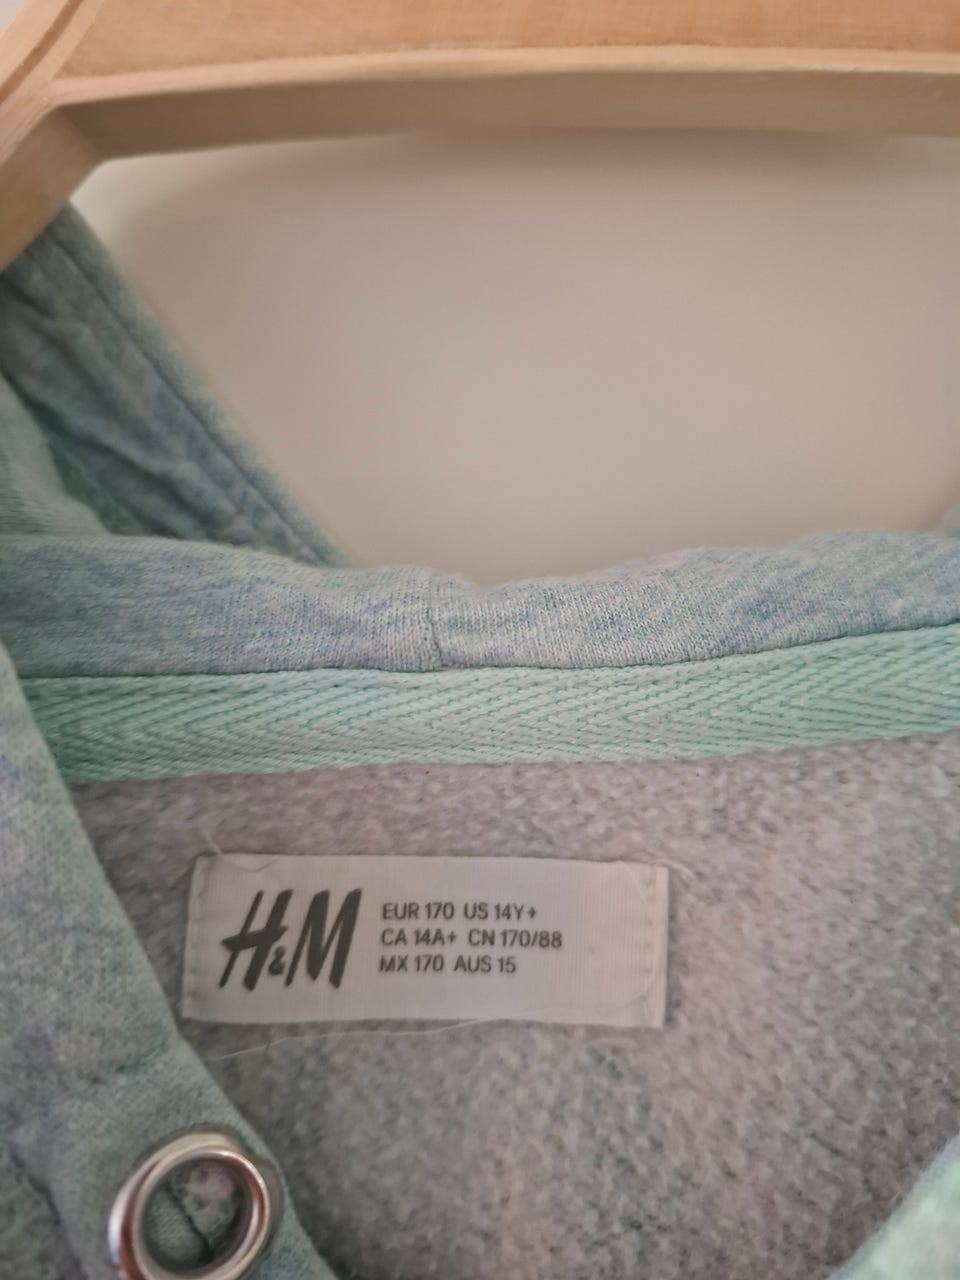 H&M
EUR 170 US 14Y+
CA 14A+ CN 170/88
MX 170 AUS 15